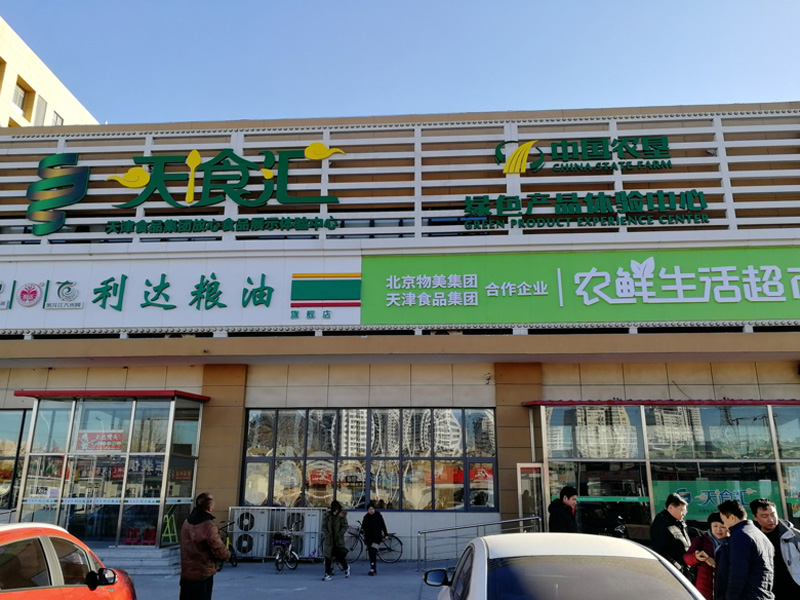 天食汇
天津食品集团放心食品展示体验中心
中国农垦
CHINA STATE FARM
绿色产品体验中心
GREEN PRODUCT EXPERIENCE CENTER
利达粮油
旗舰店
北京物美集团
天津食品集团
合作企业
农鲜生活超市
天食汇